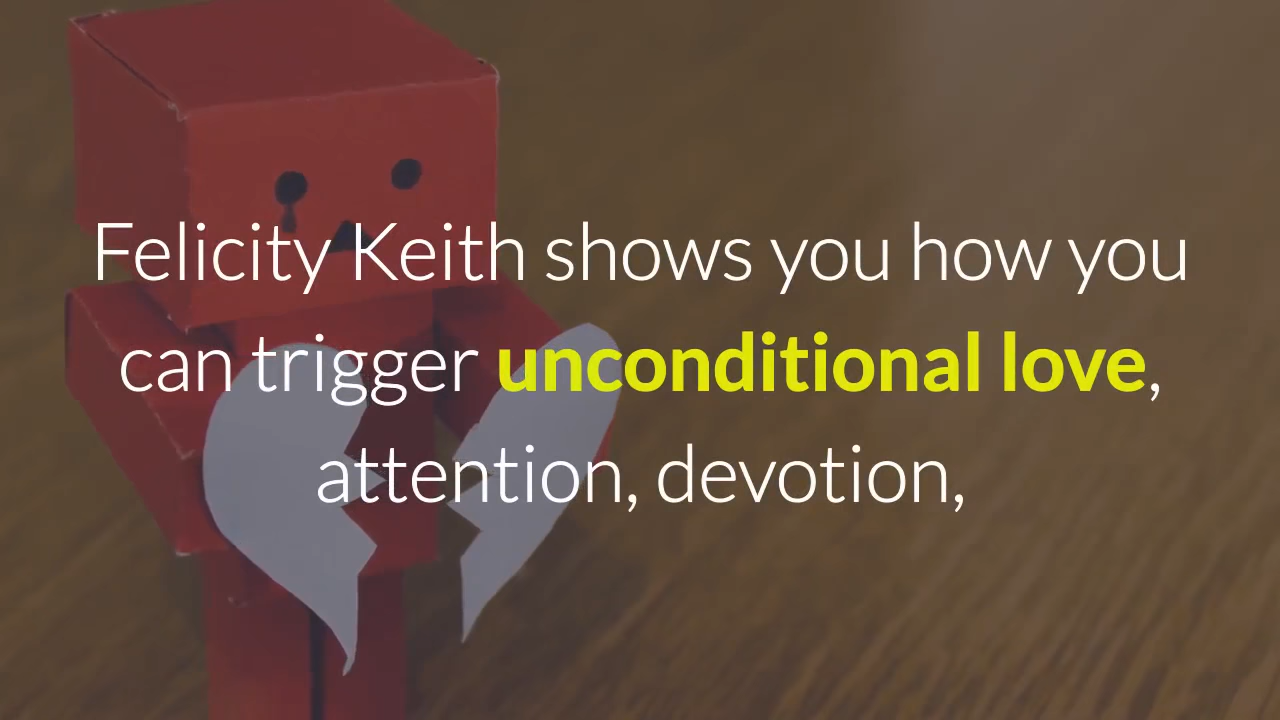 Felicity Keith shows you how you
can trigger unconditional love,
attention, devotion,